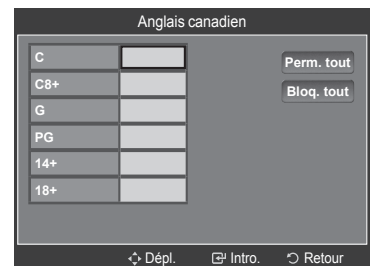 Anglais canadien
C
Perm. tout
C8+
Bloq. tout
G
PG
14+
18+
Dépl. Intro. Retour